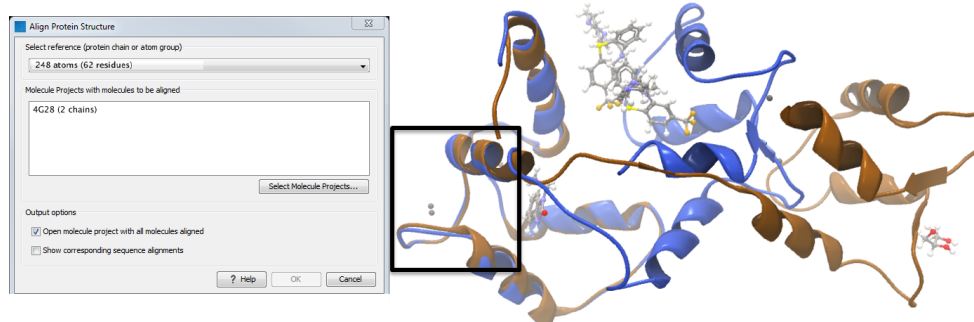 Align Protein Structure
Select reference (protein chain or atom group)
248 atoms (62 residues)
Molecule Projects with molecules to be aligned
4G28 (2 chains)
Select Molecule Projects...
Output options
Open molecule project with all molecules aligned
Show corresponding sequence alignments
? Help
OK
Cancel